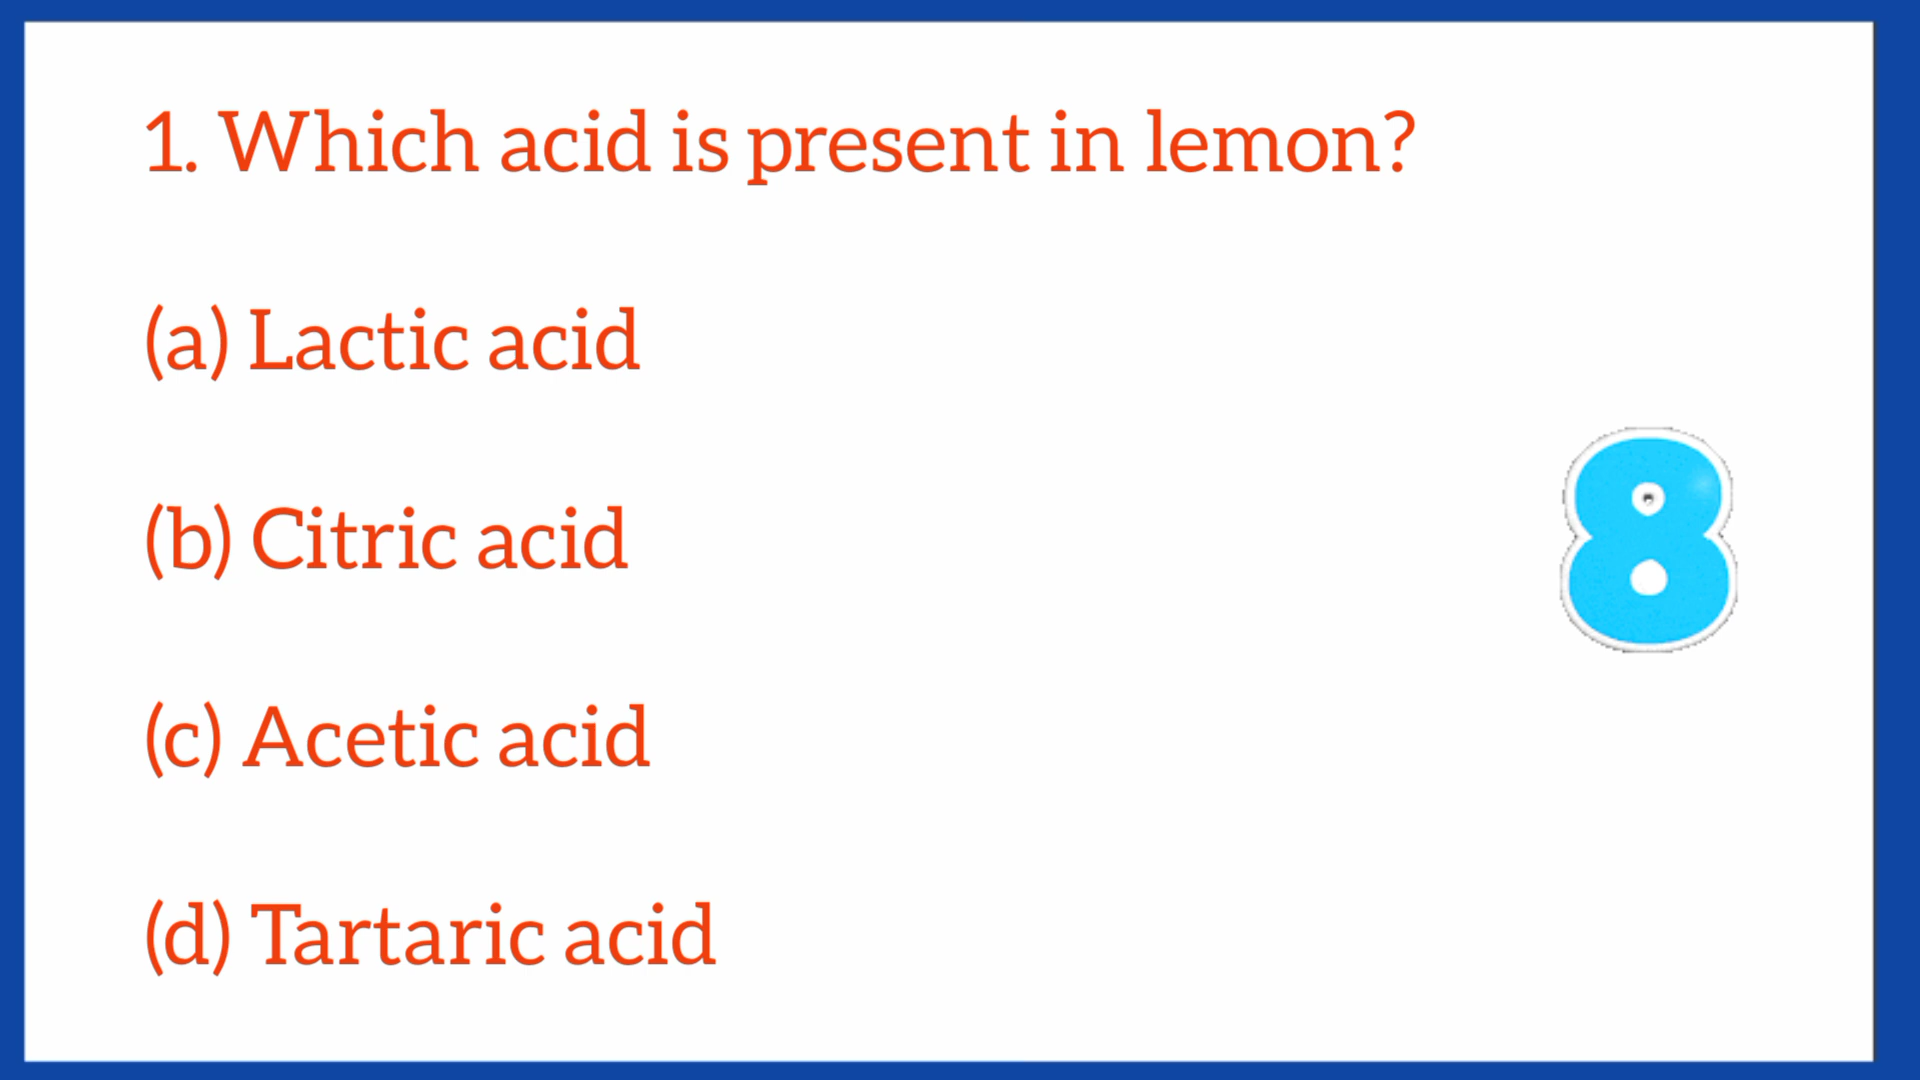 1. Which acid is present in lemon?
(a) Lactic acid
(b) Citric acid
8
(c) Acetic acid
(d) Tartaric acid